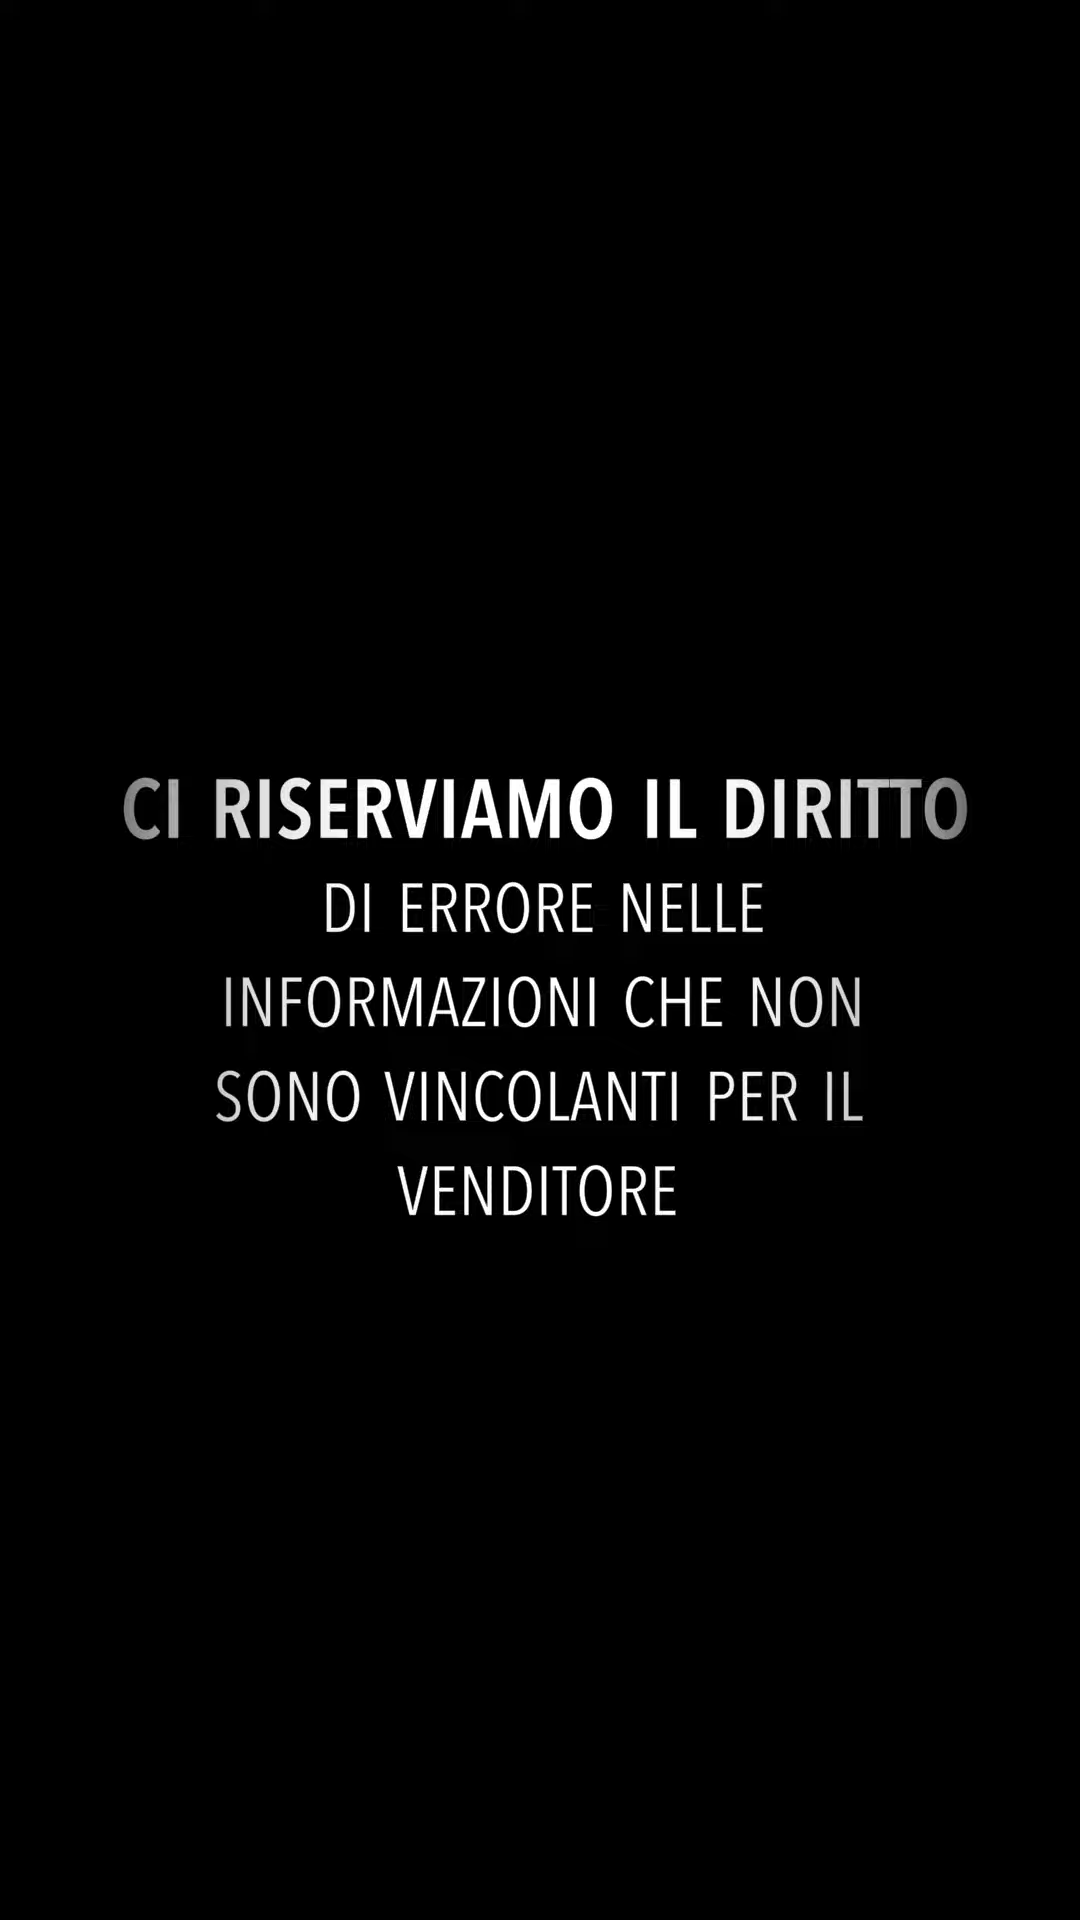 CI RISERVIAMO IL DIRITTO
DI ERRORE NELLE
INFORMAZIONI CHE NON
SONO VINCOLANTI PER IL
VENDITORE